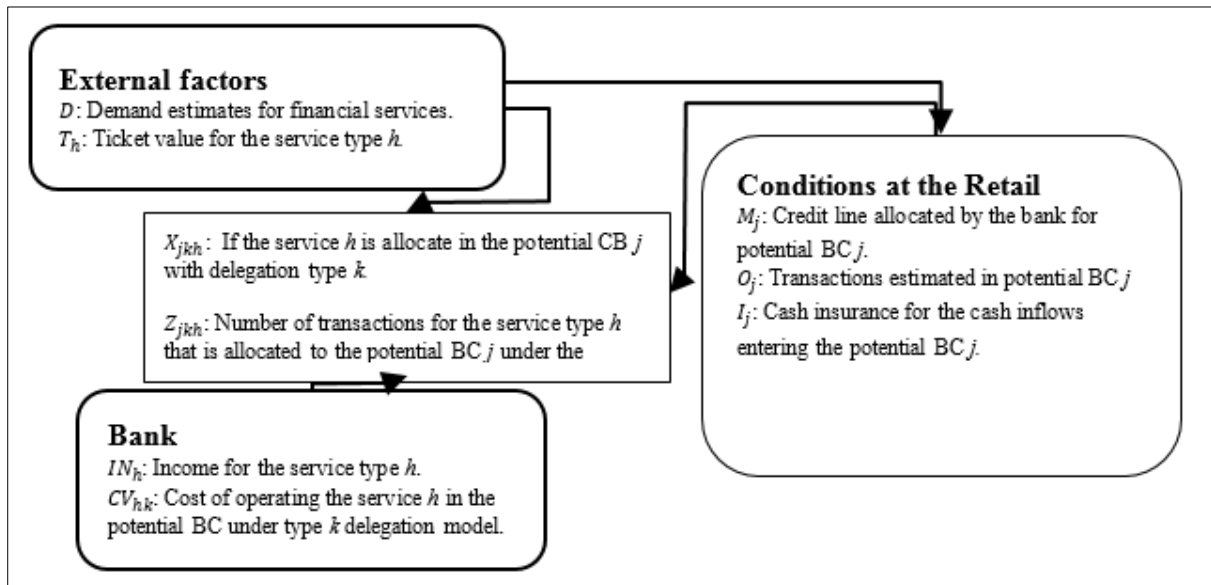 External factors
D: Demand estimates for financial services.
T_h: Ticket value for the service type h.
X_jkh: If the service h is allocate in the potential CB j
with delegation type k
Z_jkh: Number of transactions for the service type h
that is allocated to the potential BC j under the
Bank
IN_h: Income for the service type h.
CV_hk: Cost of operating the service h in the
potential BC under type k delegation model.
Conditions at the Retail
M_j: Credit line allocated by the bank for
potential BC j.
O_j: Transactions estimated in potential BC j
I_j: Cash insurance for the cash inflows
entering the potential BC j.